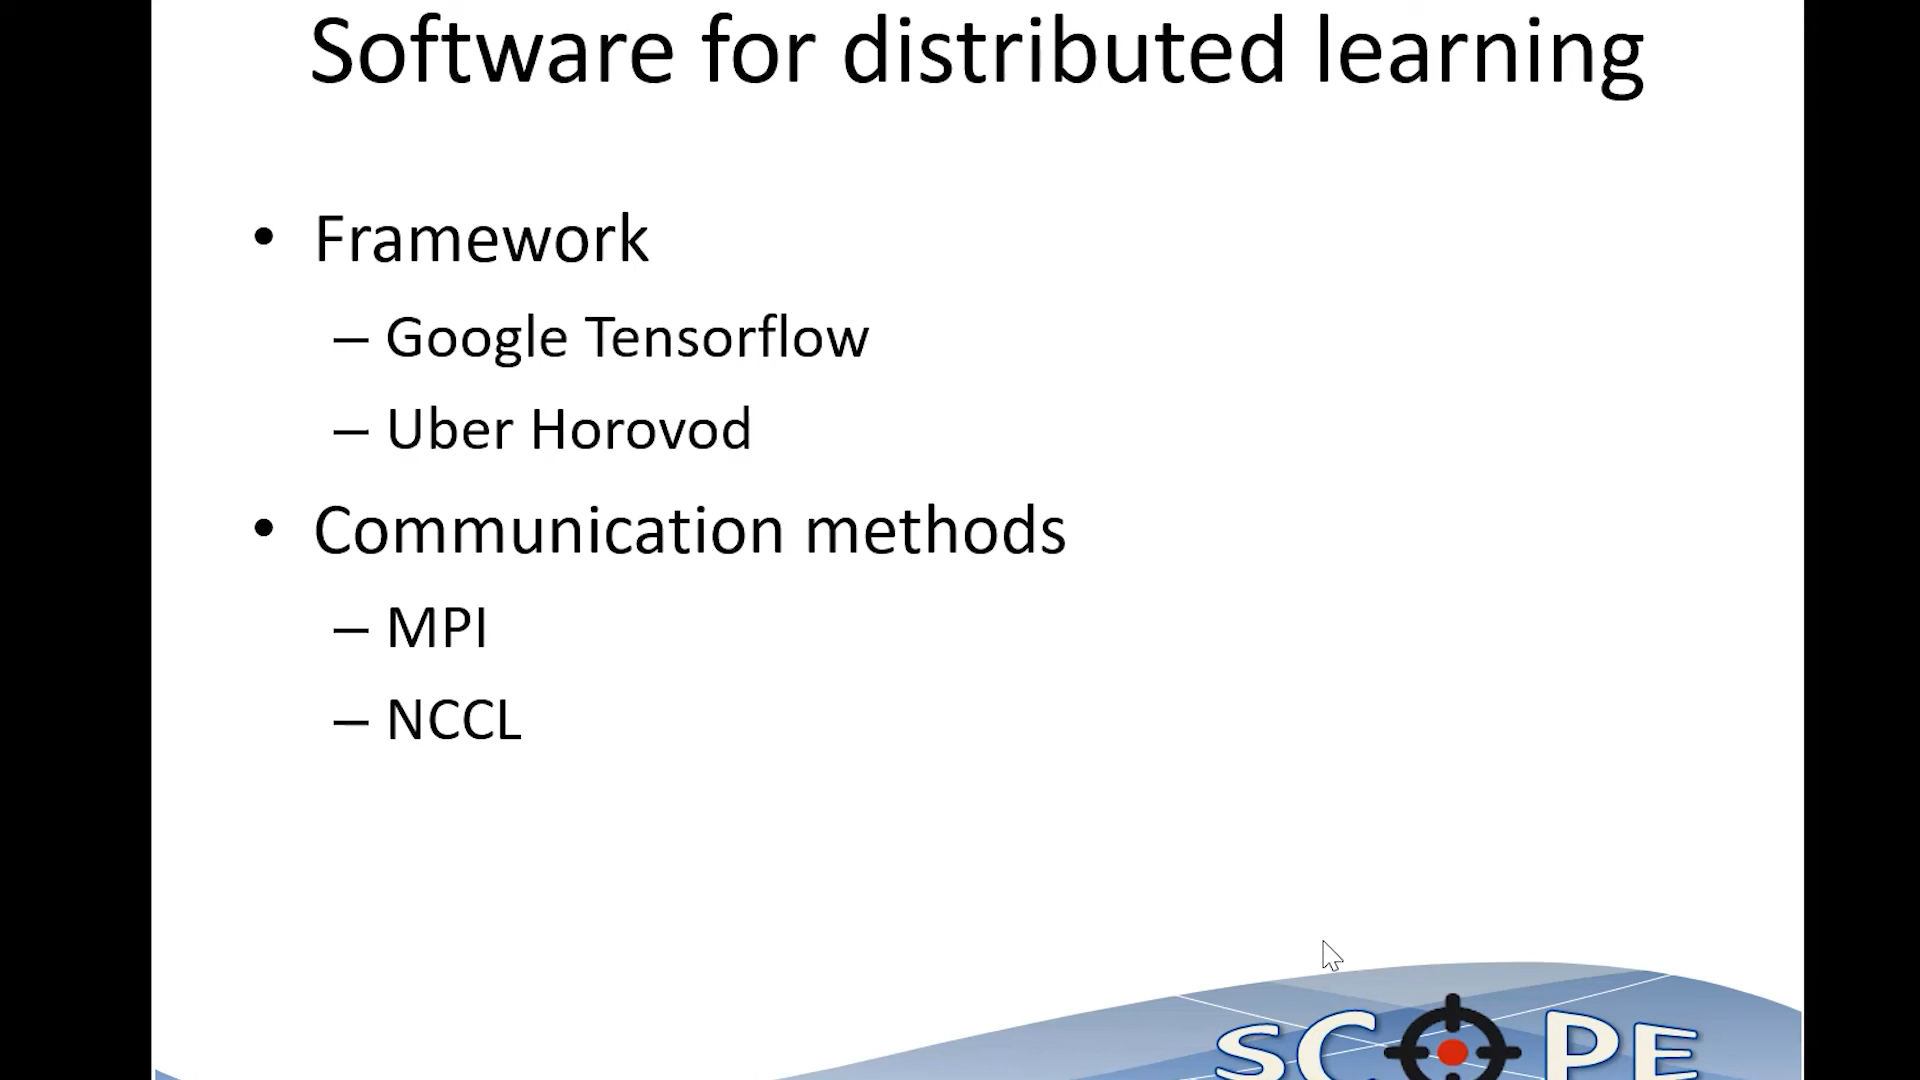 Software for distributed learning
• Framework
– Google Tensorflow
– Uber Horovod
• Communication methods
– MPI
– NCCL
SCOPE